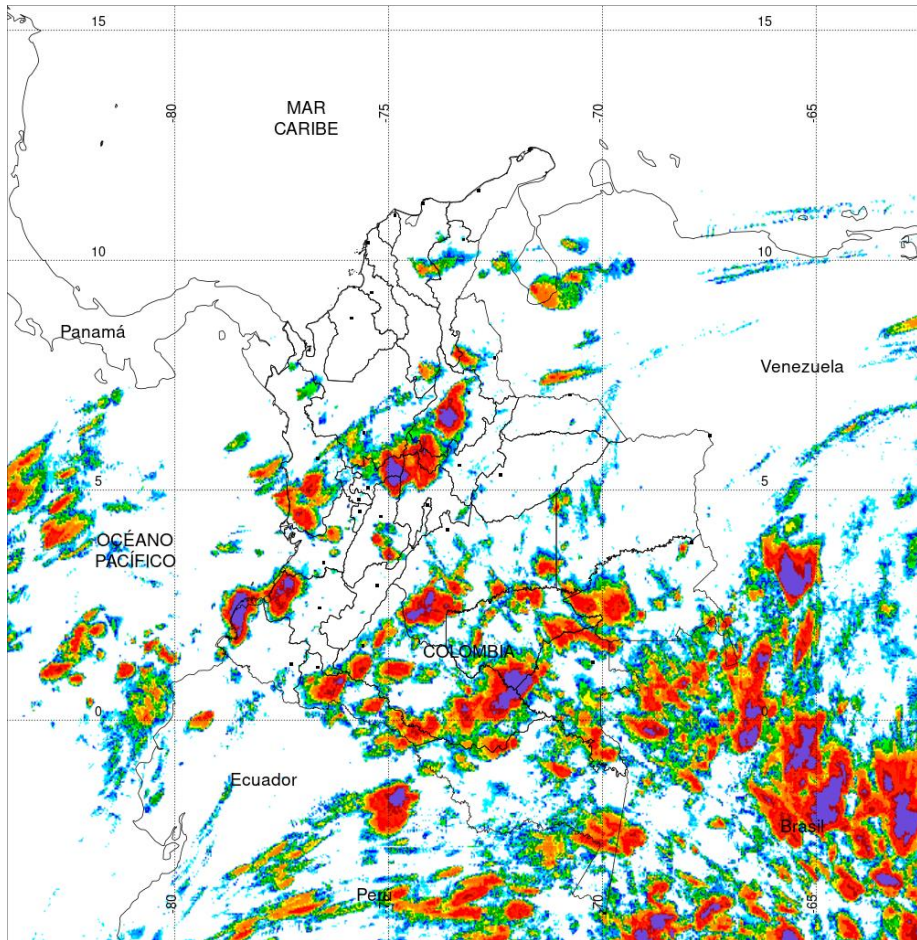 15
15
-80
-75
-70
-65
MAR
CARIBE
10
10
Panamá
Venezuela
5
5
OCÉANO
PACÍFICO
COLOMBIA
0
0
Ecuador
Brasil
Perú
-80
-75
-70
-65